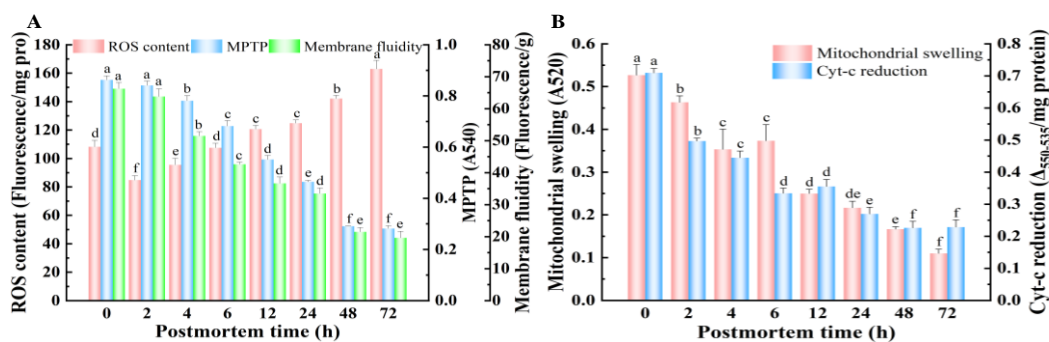 A
ROS content MPTP Membrane fluidity
ROS content (Fluorescence/mg pro)
180
160
140
120
100
80
60
40
20
0
d a a
f a a
e b b
d c c
c c d
c d d
b f e
a f e
0 2 4 6 12 24 48 72
Postmortem time (h)
1.0
0.8
0.6
0.4
0.2
0.0
MPTP (A540)
80
70
60
50
40
30
20
10
0
Membrane fluidity (Fluorescence/g)
B
Mitochondrial swelling
Cyt-c reduction
Mitochondrial swelling (A520)
0.6
0.5
0.4
0.3
0.2
0.1
0.0
a a
b c
c c
c d
d d
de e
ef f
f f
0 2 4 6 12 24 48 72
Postmortem time (h)
0.8
0.7
0.6
0.5
0.4
0.3
0.2
0.1
0.0
Cyt-c reduction (Δ550-535/mg protein)